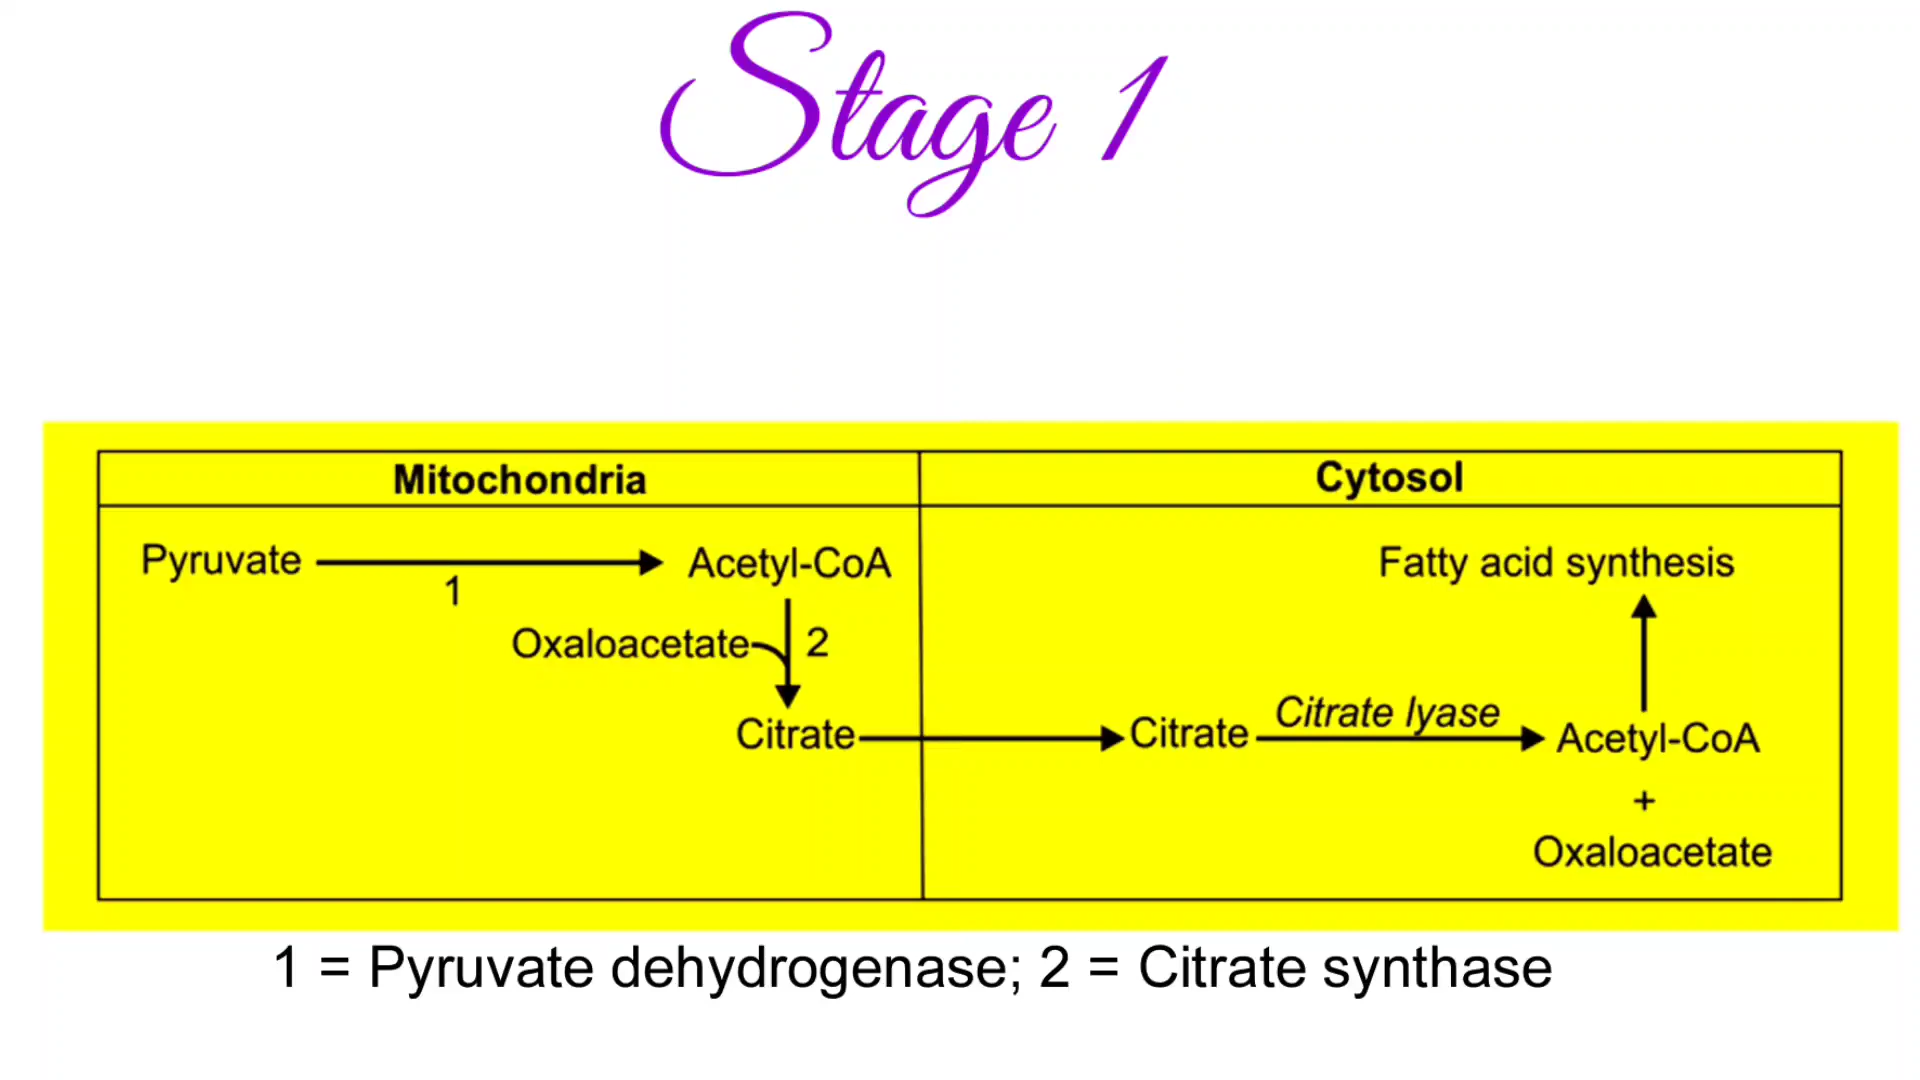 Stage 1
Mitochondria
Cytosol
Pyruvate
1
Acetyl-CoA
Fatty acid synthesis
Oxaloacetate
2
Citrate
Citrate
Citrate lyase
Acetyl-CoA
+
Oxaloacetate
1 = Pyruvate dehydrogenase; 2 = Citrate synthase